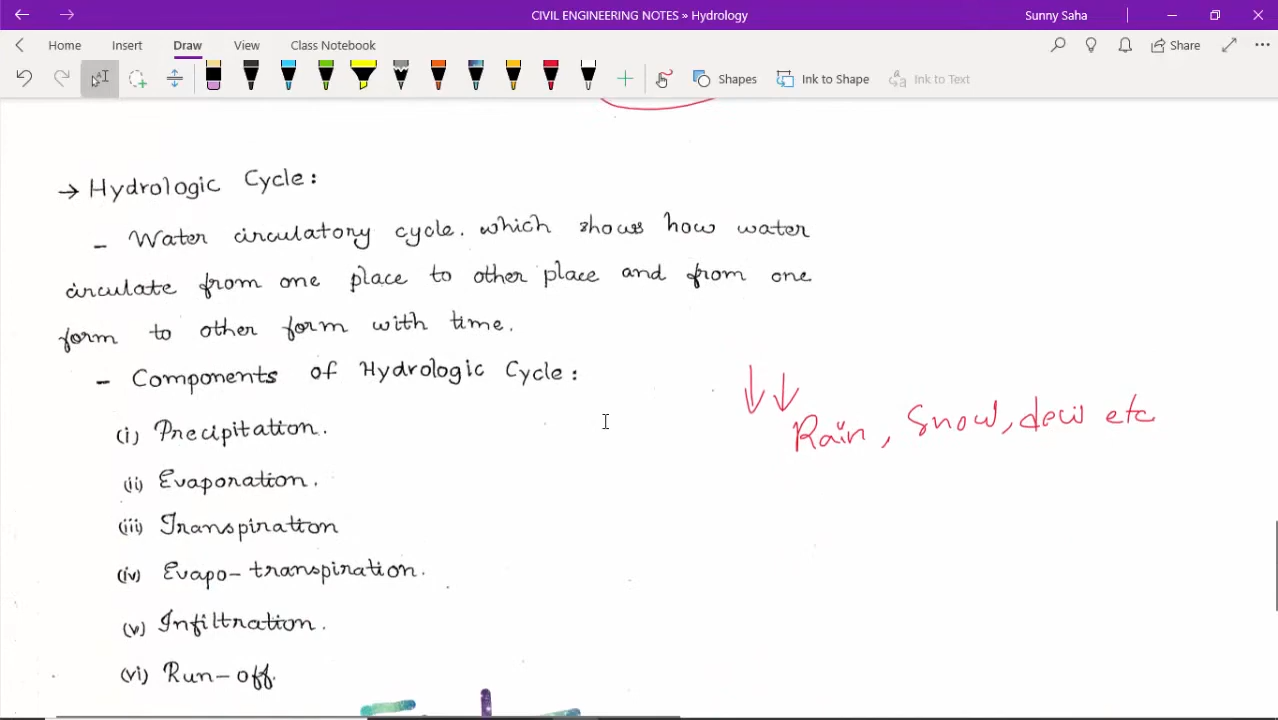 CIVIL ENGINEERING NOTES » Hydrology
Sunny Saha
Home Insert Draw View Class Notebook
Share
Shapes Ink to Shape Ink to Text
→ Hydrologic Cycle:
- Water circulatory cycle. which shows how water
circulate from one place to other place and from one
form to other form with time.
- Components of Hydrologic Cycle:
Rain, Snow, dew etc
(i) Precipitation.
(ii) Evaporation.
(iii) Transpiration
(iv) Evapo-transpiration.
(v) Infiltration.
(vi) Run-off.